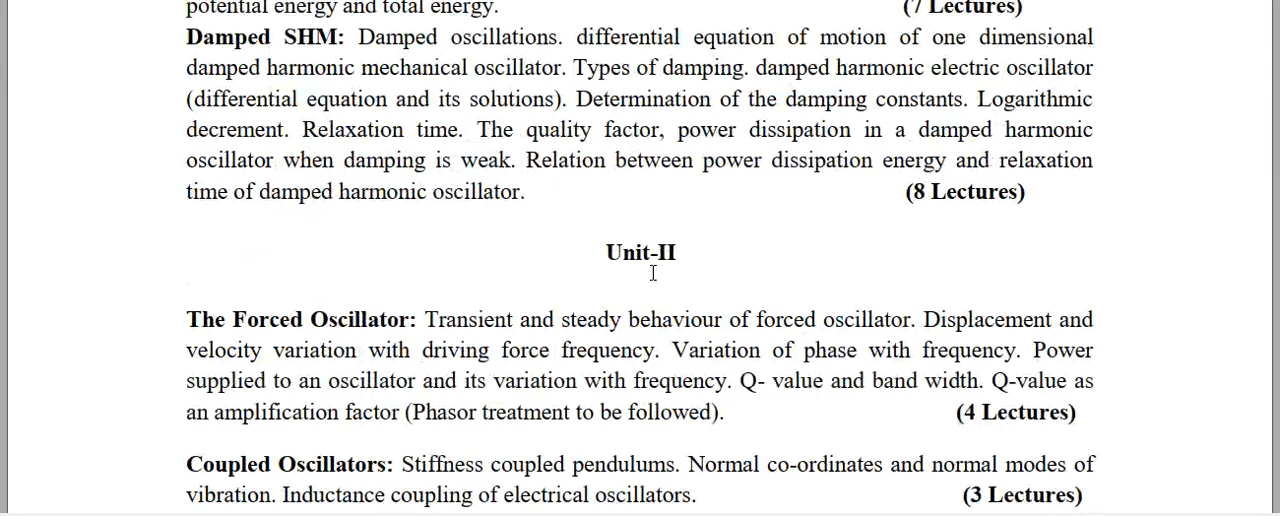 potential energy and total energy. (7 Lectures)
Damped SHM: Damped oscillations. differential equation of motion of one dimensional
damped harmonic mechanical oscillator. Types of damping. damped harmonic electric oscillator
(differential equation and its solutions). Determination of the damping constants. Logarithmic
decrement. Relaxation time. The quality factor, power dissipation in a damped harmonic
oscillator when damping is weak. Relation between power dissipation energy and relaxation
time of damped harmonic oscillator. (8 Lectures)
Unit-II
The Forced Oscillator: Transient and steady behaviour of forced oscillator. Displacement and
velocity variation with driving force frequency. Variation of phase with frequency. Power
supplied to an oscillator and its variation with frequency. Q- value and band width. Q-value as
an amplification factor (Phasor treatment to be followed). (4 Lectures)
Coupled Oscillators: Stiffness coupled pendulums. Normal co-ordinates and normal modes of
vibration. Inductance coupling of electrical oscillators. (3 Lectures)